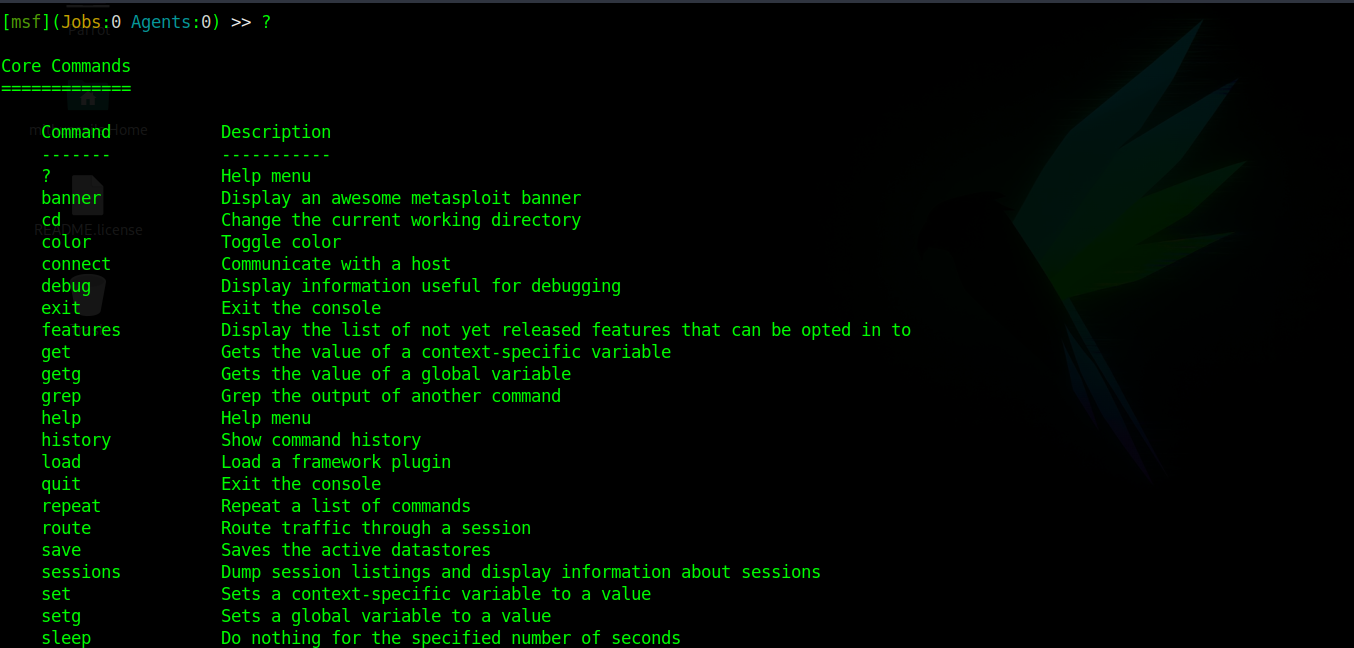 [msf](Jobs:0 Agents:0) >> ?
Parrot
Core Commands
=============
Command Description
------- -----------
? Help menu
banner Display an awesome metasploit banner
cd Change the current working directory
README.license
color Toggle color
connect Communicate with a host
debug Display information useful for debugging
exit Exit the console
features Display the list of not yet released features that can be opted in to
get Gets the value of a context-specific variable
getg Gets the value of a global variable
grep Grep the output of another command
help Help menu
history Show command history
load Load a framework plugin
quit Exit the console
repeat Repeat a list of commands
route Route traffic through a session
save Saves the active datastores
sessions Dump session listings and display information about sessions
set Sets a context-specific variable to a value
setg Sets a global variable to a value
sleep Do nothing for the specified number of seconds